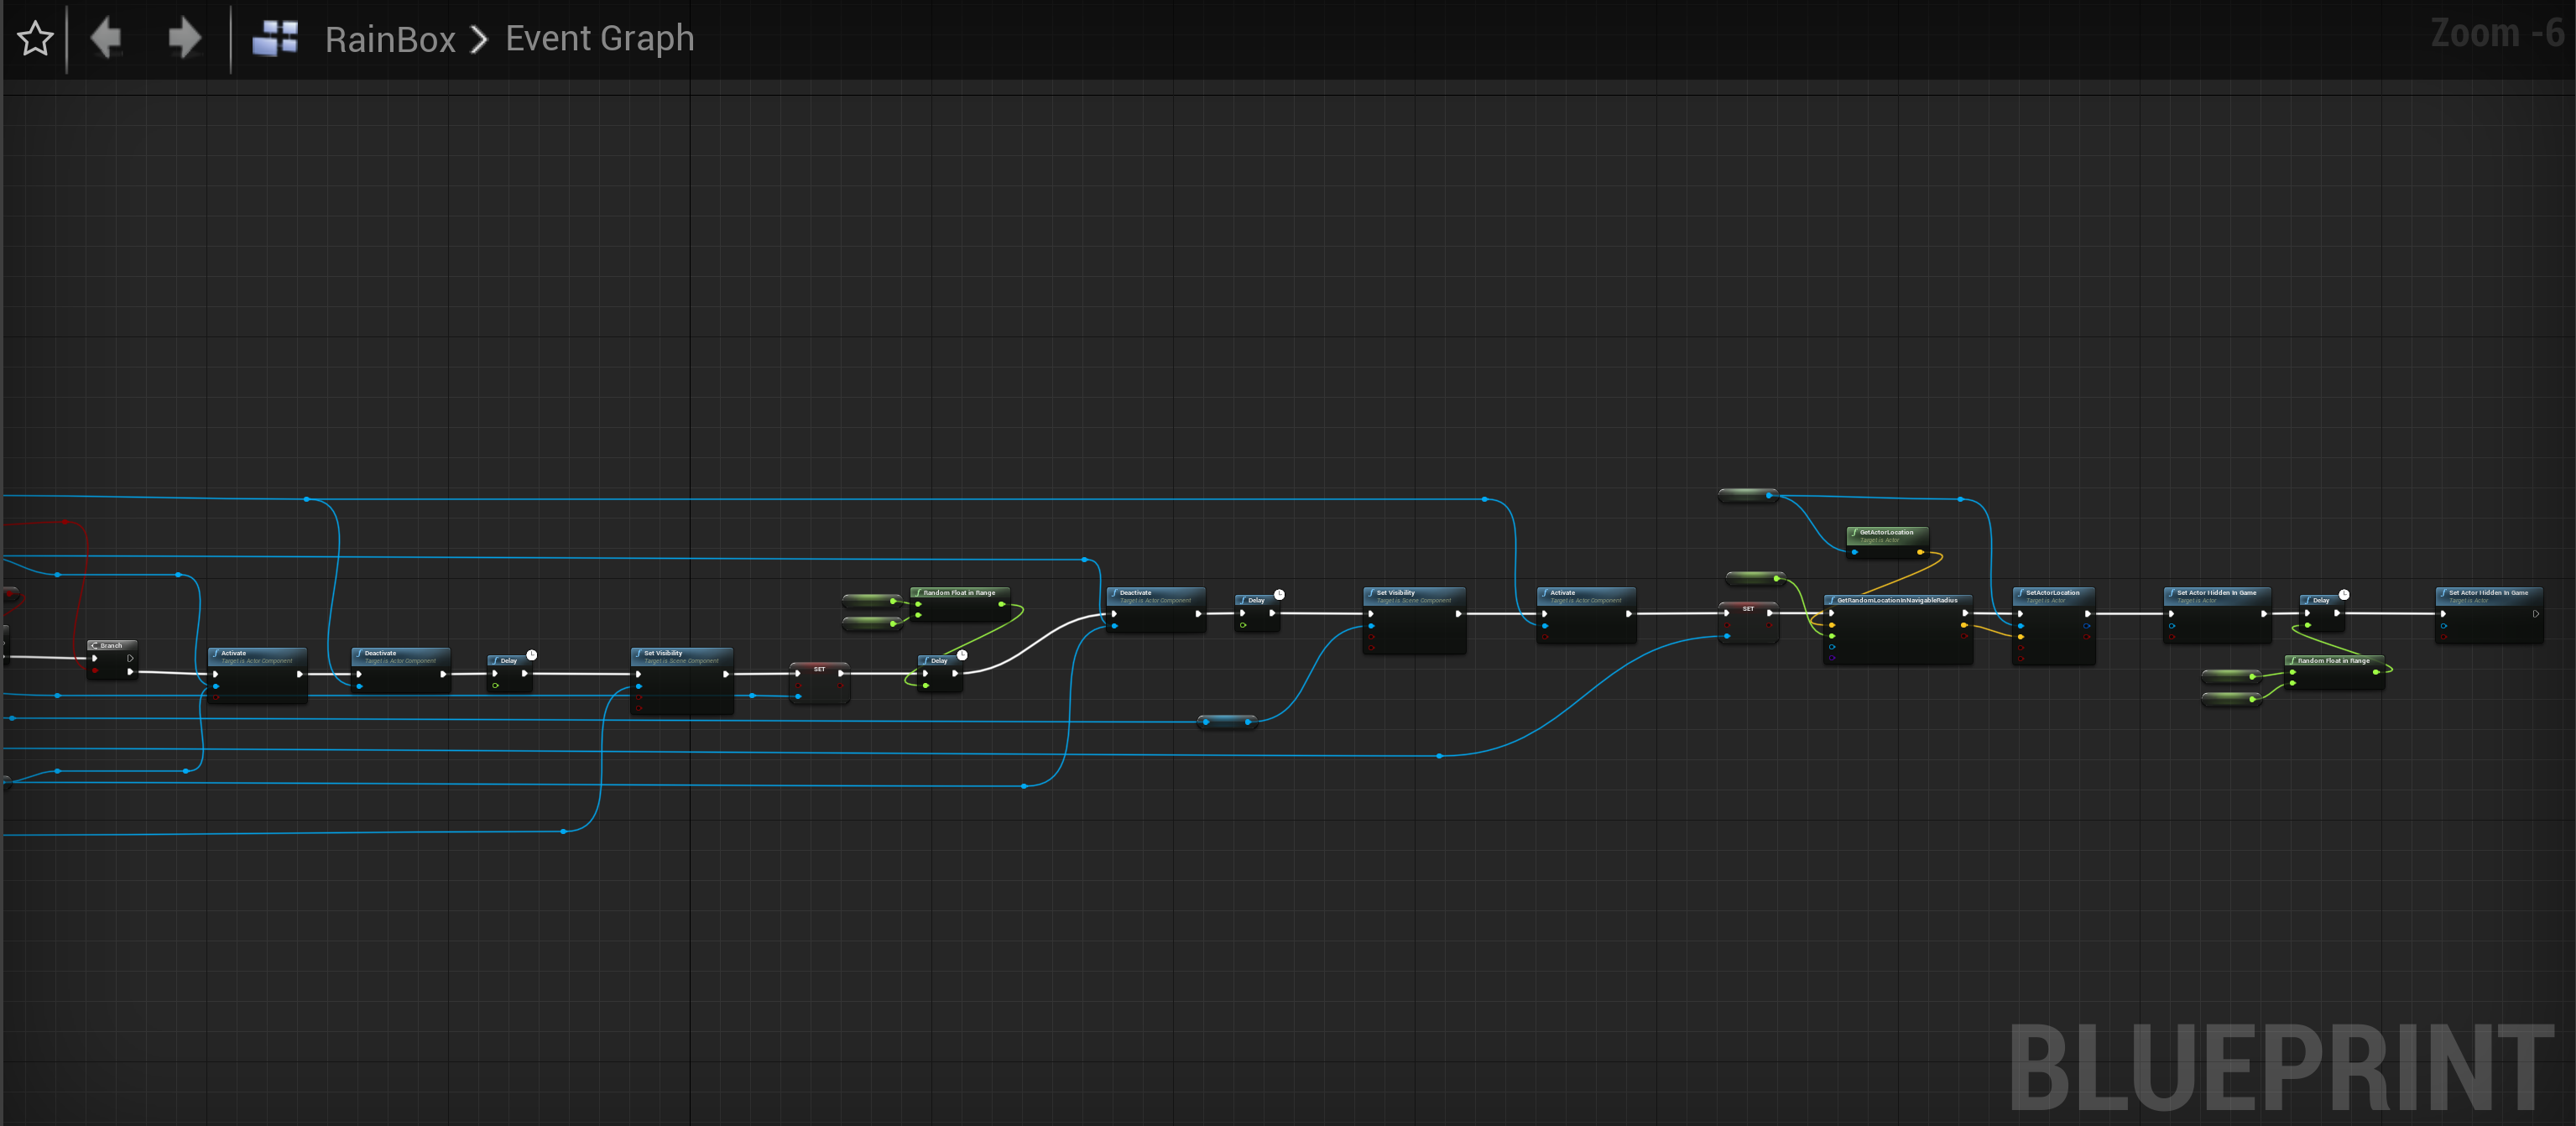 RainBox > Event Graph
Zoom -6
Branch
Activate
Target is Actor Component
Deactivate
Target is Actor Component
Delay
Set Visibility
Target is Scene Component
SET
Random Float in Range
Delay
Deactivate
Target is Actor Component
Delay
Set Visibility
Target is Scene Component
Activate
Target is Actor Component
SET
GetActorLocation
Target is Actor
GetRandomLocationInNavigableRadius
SetActorLocation
Target is Actor
Set Actor Hidden In Game
Target is Actor
Delay
Random Float in Range
Set Actor Hidden In Game
Target is Actor
BLUEPRINT